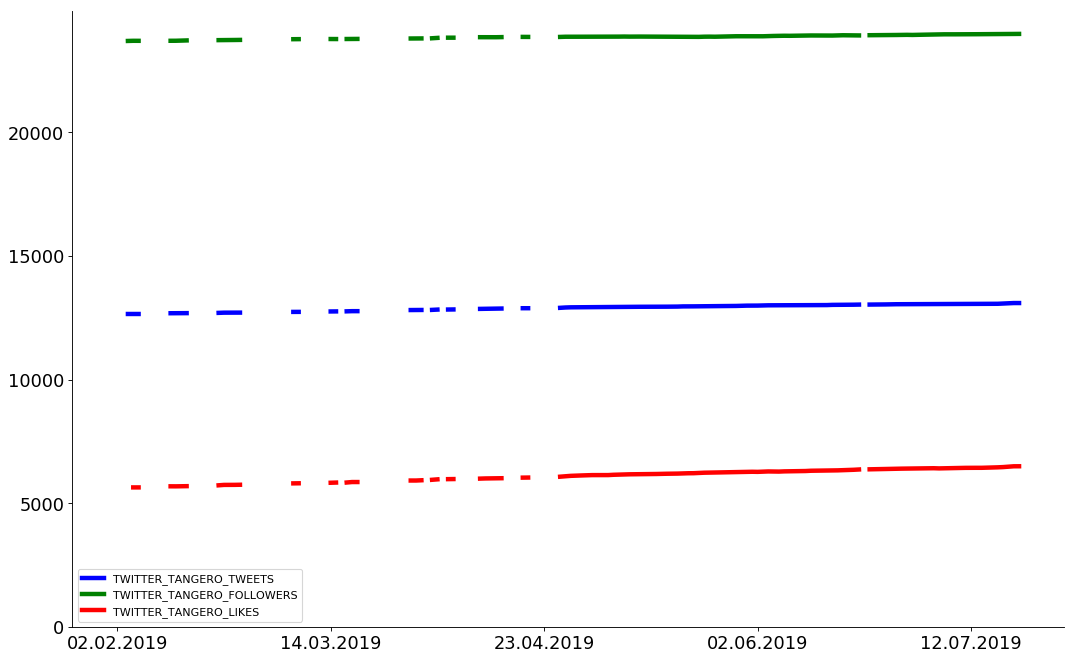 20000
15000
10000
5000
0
TWITTER_TANGERO_TWEETS
TWITTER_TANGERO_FOLLOWERS
TWITTER_TANGERO_LIKES
02.02.2019 14.03.2019 23.04.2019 02.06.2019 12.07.2019